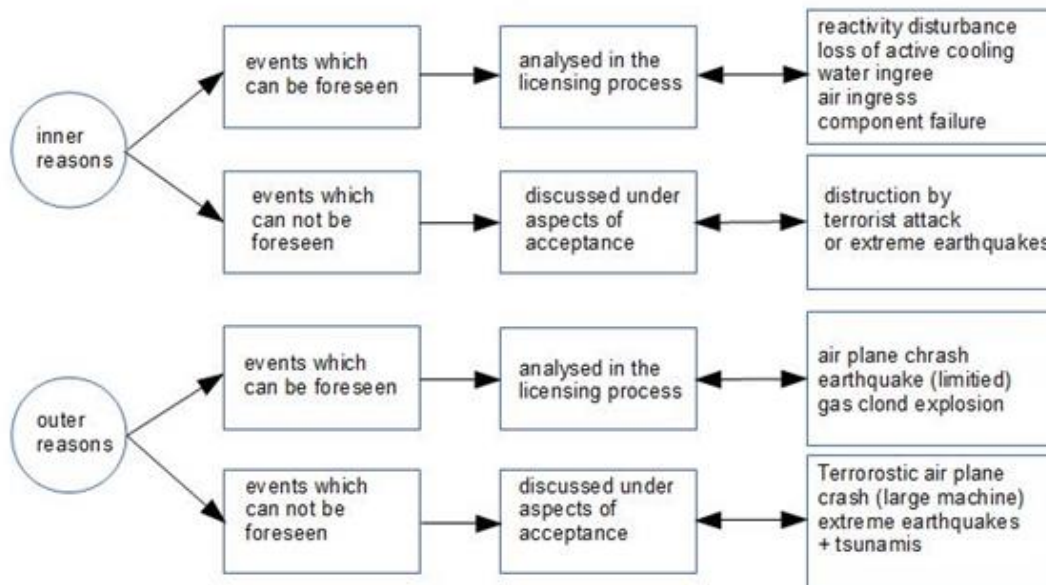 inner
reasons
events which
can be foreseen
analysed in the
licensing process
reactivity disturbance
loss of active cooling
water ingree
air ingress
component failure
events which
can not be
foreseen
discussed under
aspects of
acceptance
distruction by
terrorist attack
or extreme earthquakes
outer
reasons
events which
can be foreseen
analysed in the
licensing process
air plane chrash
earthquake (limitied)
gas clond explosion
events which
can not be
foreseen
discussed under
aspects of
acceptance
Terrorostic air plane
crash (large machine)
extreme earthquakes
+ tsunamis